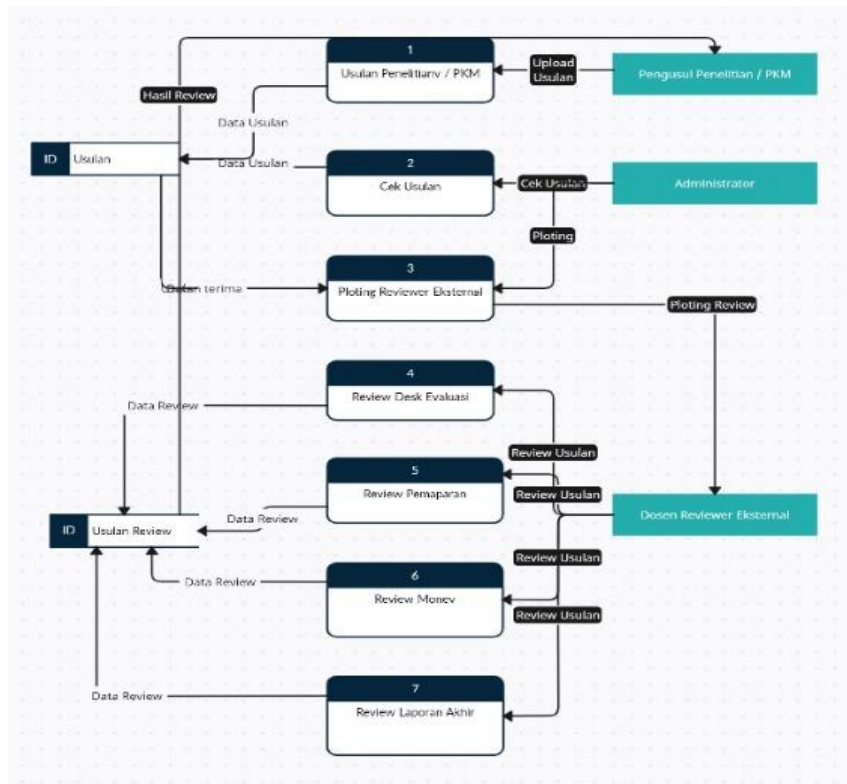 1
Usulan Penelitianv / PKM
Upload
Usulan
Pengusul Penelitian / PKM
Hasil Review
Data Usulan
ID Usulan
Data Usulan
2
Cek Usulan
Cek Usulan
Administrator
Ploting
3
Ploting Reviewer Eksternal
terima
Ploting Review
4
Review Desk Evaluasi
Data Review
Review Usulan
5
Review Pemaparan
Review Usulan
Data Review
ID Usulan Review
Dosen Reviewer Eksternal
Review Usulan
6
Review Monev
Data Review
Review Usulan
7
Review Laporan Akhir
Data Review